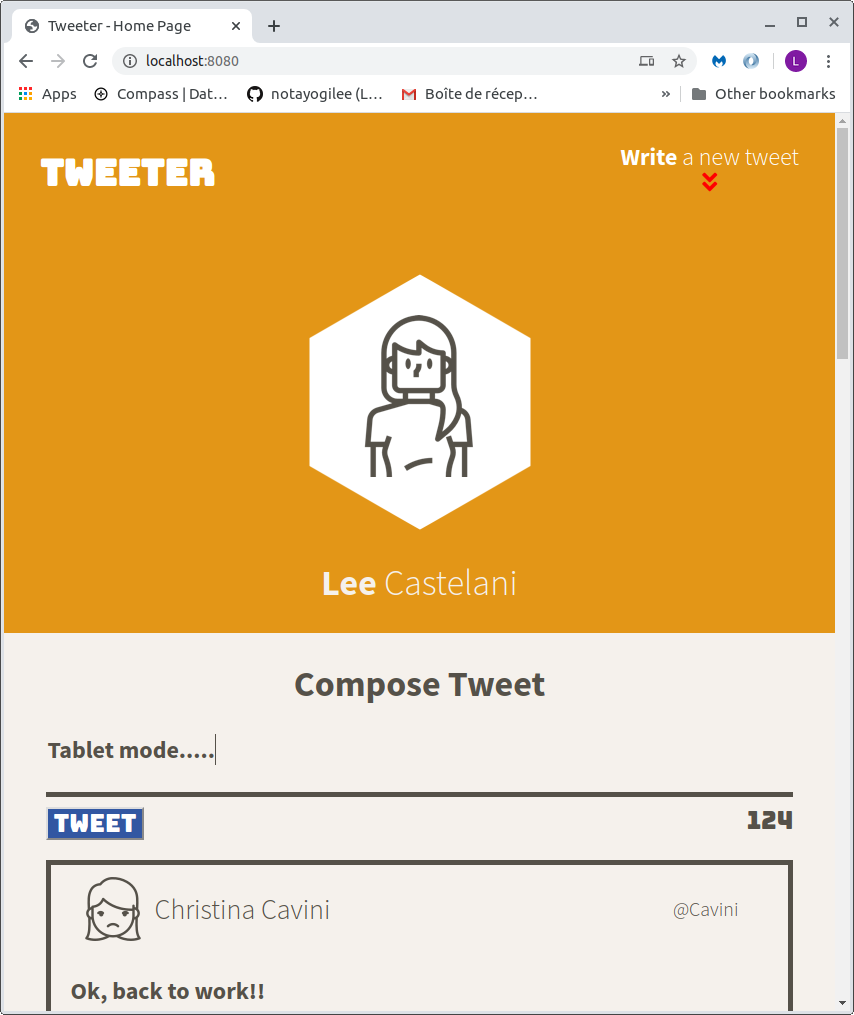 Tweeter - Home Page
localhost:8080
L
Apps
Compass | Dat...
notayogilee (L...
Boîte de récep...
»
Other bookmarks
TWEETER
Write a new tweet
Lee Castelani
Compose Tweet
Tablet mode.....
TWEET
124
Christina Cavini
@Cavini
Ok, back to work!!